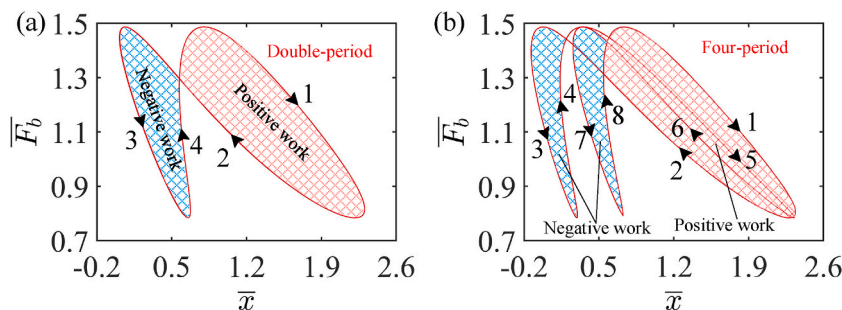 (a)
1.5
1.3
1.1
0.9
0.7
F_b
Double-period
Negative work
Positive work
1
2
3
4
-0.2 0.5 1.2 1.9 2.6
x
(b)
1.5
1.3
1.1
0.9
0.7
F_b
Four-period
1
2
3
4
5
6
7
8
Negative work
Positive work
-0.2 0.5 1.2 1.9 2.6
x